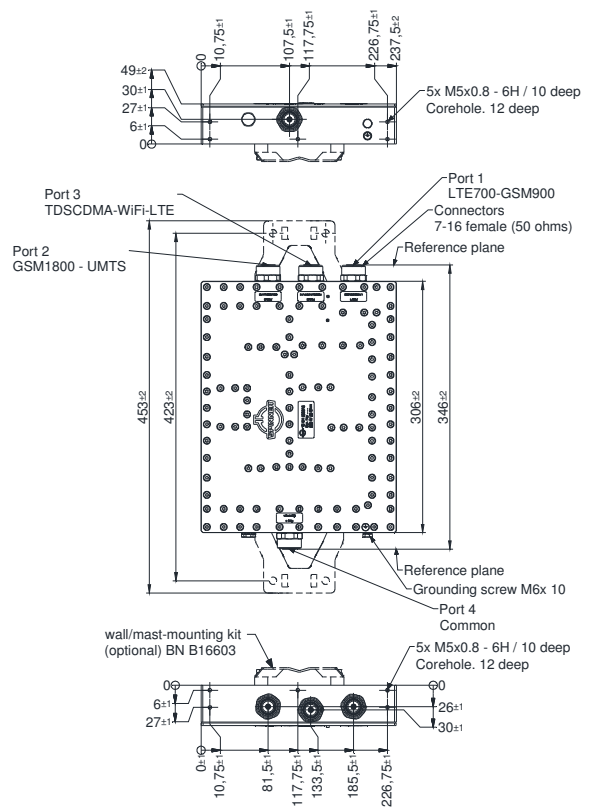 0
10,75±1
107,5±1
117,75±1
226,75±1
237,5±2
49±2
30±1
27±1
6±1
0
5x M5x0.8 - 6H / 10 deep
Corehole. 12 deep
Port 3
TDSCDMA-WiFi-LTE
Port 1
LTE700-GSM900
Connectors
7-16 female (50 ohms)
Port 2
GSM1800 - UMTS
Reference plane
453±2
423±2
306±2
346±2
SPINNER
Reference plane
Grounding screw M6x 10
Port 4
Common
wall/mast-mounting kit
(optional) BN B16603
5x M5x0.8 - 6H / 10 deep
Corehole. 12 deep
0
6±1
27±1
0
26±1
30±1
0±1
10,75±1
81,5±1
117,75±1
133,5±1
185,5±1
226,75±1